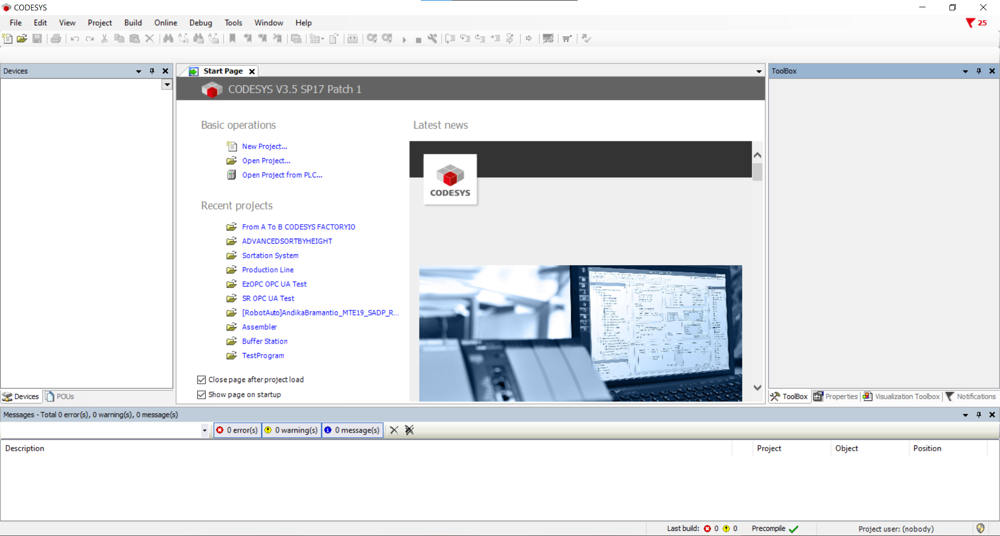 CODESYS
File Edit View Project Build Online Debug Tools Window Help
25
Devices
Start Page
ToolBox
CODESYS V3.5 SP17 Patch 1
Basic operations
New Project...
Open Project...
Open Project from PLC...
Recent projects
From A To B CODESYS FACTORYIO
ADVANCEDSORTBYHEIGHT
Sortation System
Production Line
EzOPC OPC UA Test
SR OPC UA Test
[RobotAuto]AndikaBramantio_MTE19_SADP_R...
Assembler
Buffer Station
TestProgram
Close page after project load
Show page on startup
Latest news
CODESYS
Devices POUs
ToolBox Properties Visualization Toolbox Notifications
Messages - Total 0 error(s), 0 warning(s), 0 message(s)
0 error(s) 0 warning(s) 0 message(s)
Description Project Object Position
Last build: 0 0 Precompile Project user: (nobody)